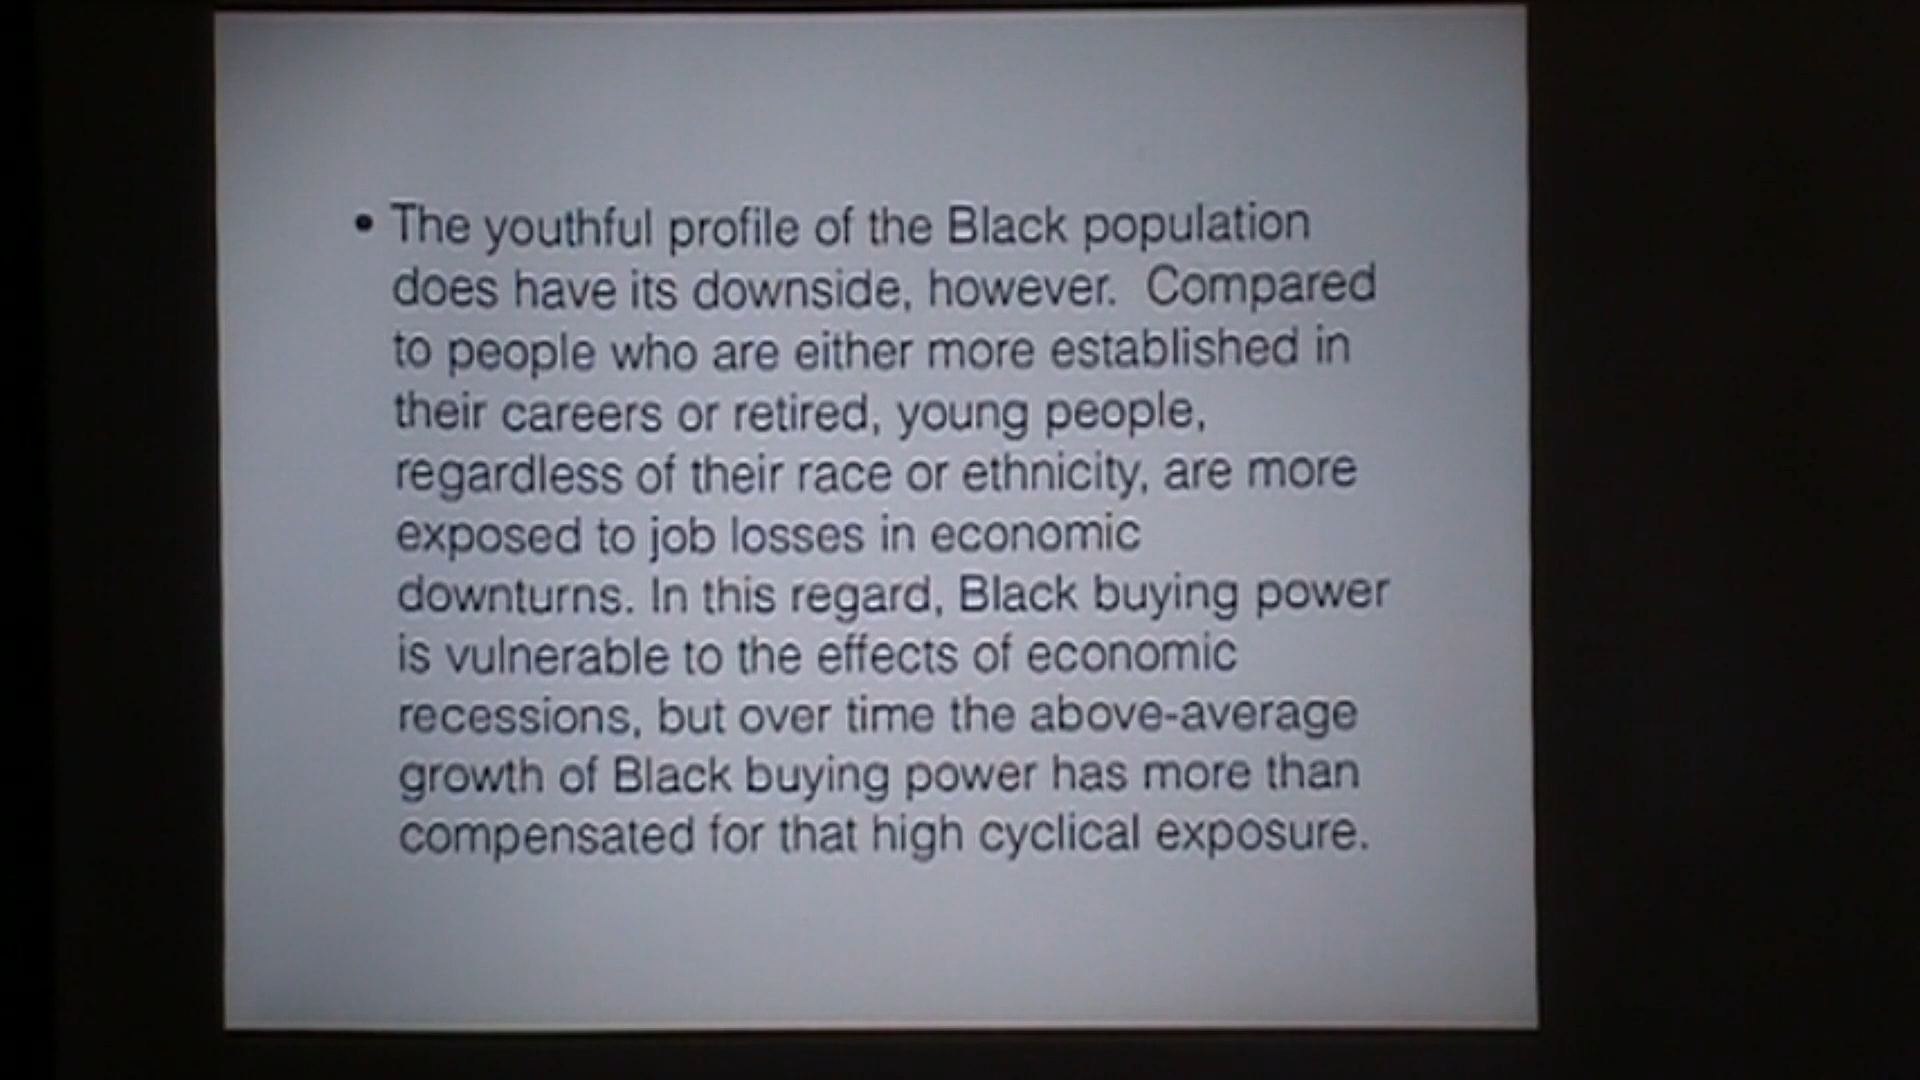 • The youthful profile of the Black population
does have its downside, however.  Compared
to people who are either more established in
their careers or retired, young people,
regardless of their race or ethnicity, are more
exposed to job losses in economic
downturns. In this regard, Black buying power
is vulnerable to the effects of economic
recessions, but over time the above-average
growth of Black buying power has more than
compensated for that high cyclical exposure.